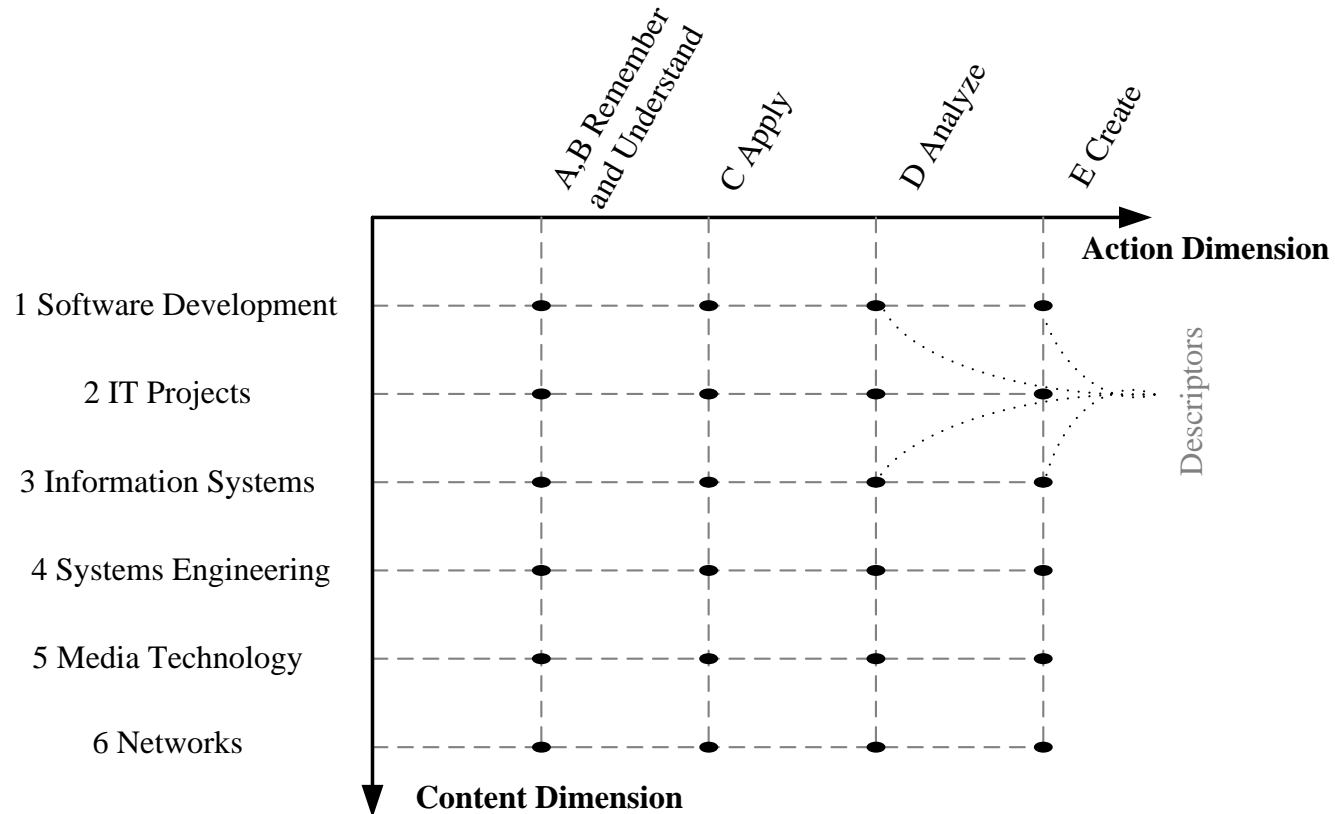 A,B Remember
and Understand
C Apply
D Analyze
E Create
Action Dimension
1 Software Development
2 IT Projects
3 Information Systems
4 Systems Engineering
5 Media Technology
6 Networks
Descriptors
Content Dimension